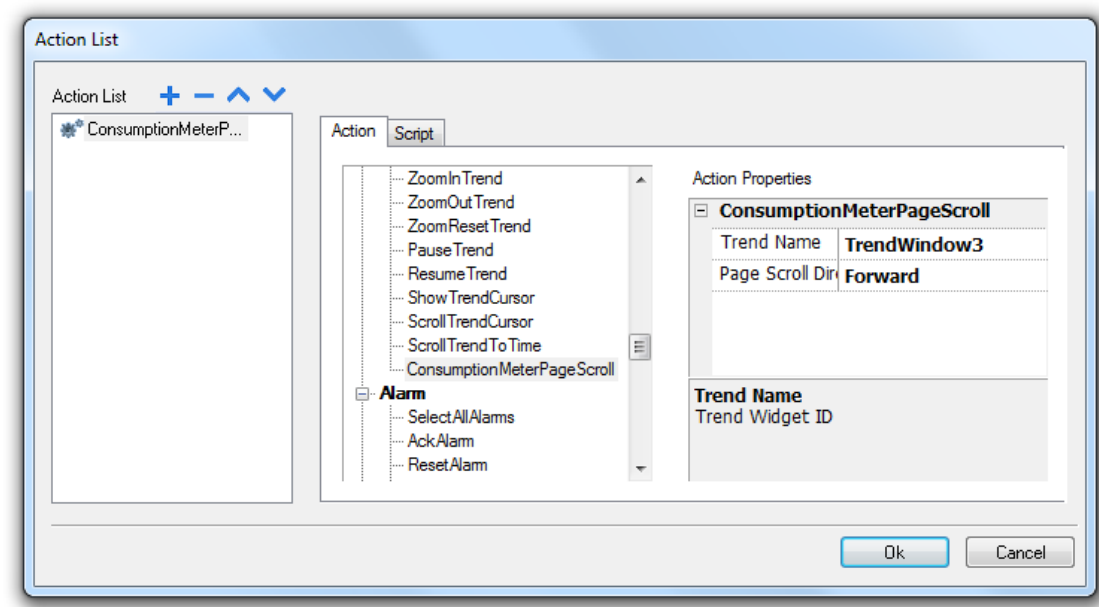 Action List
Action List
ConsumptionMeterP...
Action
Script
ZoomInTrend
ZoomOutTrend
ZoomResetTrend
PauseTrend
ResumeTrend
ShowTrendCursor
ScrollTrendCursor
ScrollTrendToTime
ConsumptionMeterPageScroll
Alarm
SelectAllAlarms
AckAlarm
ResetAlarm
Action Properties
ConsumptionMeterPageScroll
Trend Name TrendWindow3
Page Scroll Dir Forward
Trend Name
Trend Widget ID
Ok
Cancel